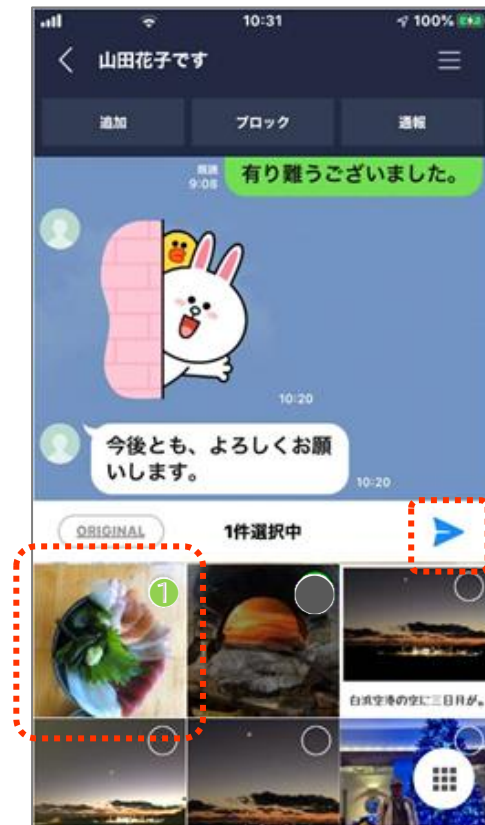 10:31
100%
山田花子です
追加 ブロック 通報
既読
9:08
有り難うございました。
10:20
今後とも、よろしくお願
いします。
10:20
ORIGINAL 1件選択中
1
白浜空港の空に三日月が。